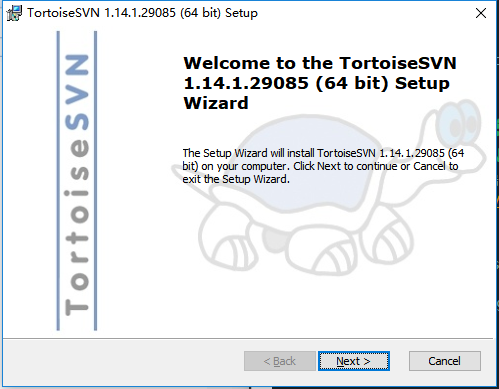 TortoiseSVN 1.14.1.29085 (64 bit) Setup
Welcome to the TortoiseSVN
1.14.1.29085 (64 bit) Setup
Wizard
The Setup Wizard will install TortoiseSVN 1.14.1.29085 (64
bit) on your computer. Click Next to continue or Cancel to
exit the Setup Wizard.
TortoiseSVN
< Back
Next >
Cancel